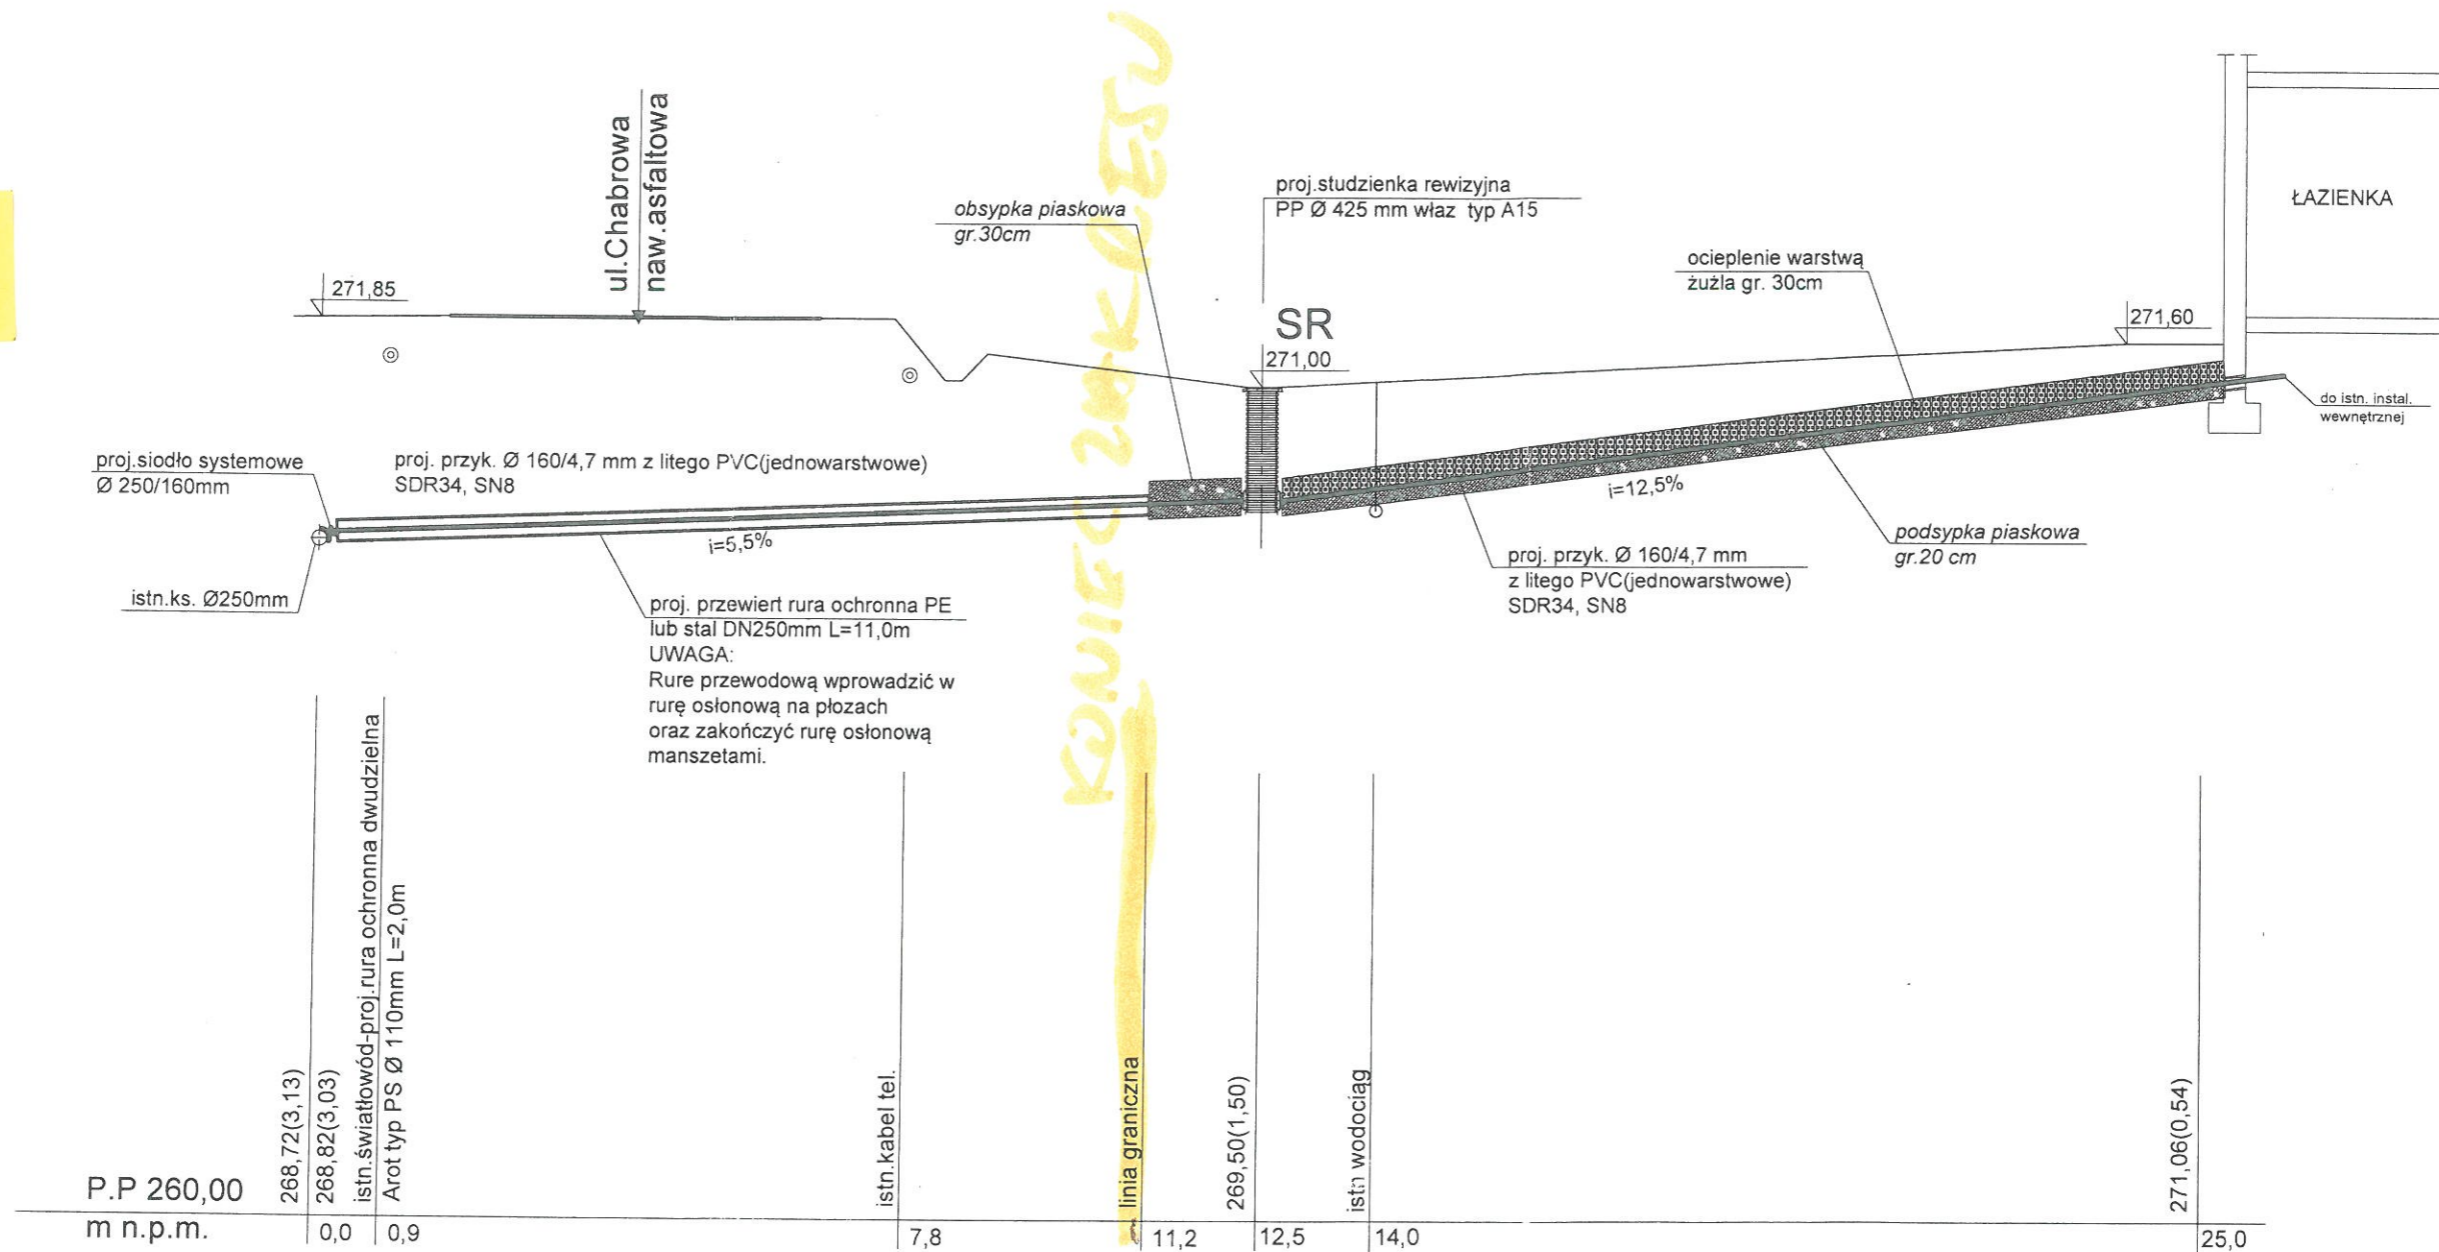 ul.Chabrowa
naw.asfaltowa
KONIEC ZAKRESU
obsypka piaskowa
gr.30cm
proj.studzienka rewizyjna
PP Ø 425 mm właz typ A15
ŁAZIENKA
ocieplenie warstwą
żużla gr. 30cm
271,85
SR
271,00
271,60
do istn. instal.
wewnętrznej
proj.siodło systemowe
Ø 250/160mm
proj. przyk. Ø 160/4,7 mm z litego PVC(jednowarstwowe)
SDR34, SN8
i=5,5%
i=12,5%
istn.ks. Ø250mm
proj. przewiert rura ochronna PE
lub stal DN250mm L=11,0m
UWAGA:
Rure przewodową wprowadzić w
rurę osłonową na płozach
oraz zakończyć rurę osłonową
manszetami.
proj. przyk. Ø 160/4,7 mm
z litego PVC(jednowarstwowe)
SDR34, SN8
podsypka piaskowa
gr.20 cm
268,72(3,13)
268,82(3,03)
istn.światłowód-proj.rura ochronna dwudzielna
Arot typ PS Ø 110mm L=2,0m
istn.kabel tel.
linia graniczna
269,50(1,50)
istn wodociąg
271,06(0,54)
P.P 260,00
m n.p.m.
0,0
0,9
7,8
11,2
12,5
14,0
25,0